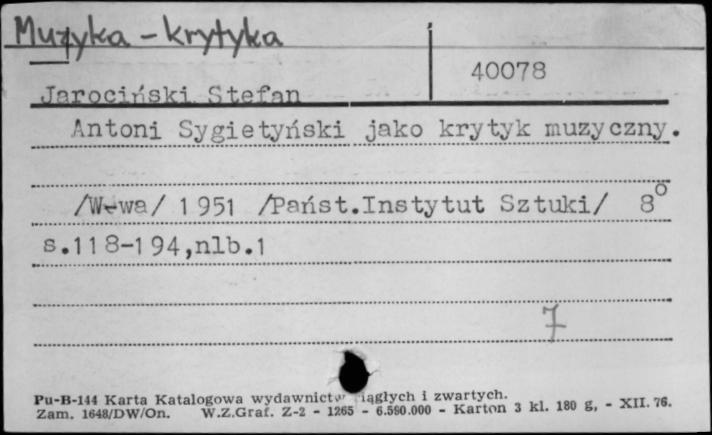 Muzyka - krytyka
40078
Jarociński Stefan
Antoni Sygietyński jako krytyk muzyczny.
/W-wa/ 1951 /Państ.Instytut Sztuki/ 8°
s.118-194,nlb.1
7
Pu-B-144 Karta Katalogowa wydawnictw ciągłych i zwartych.
Zam. 1648/DW/On. W.Z.Graf. Z-2 - 1265 - 6.590.000 - Karton 3 kl. 180 g, - XII. 76.